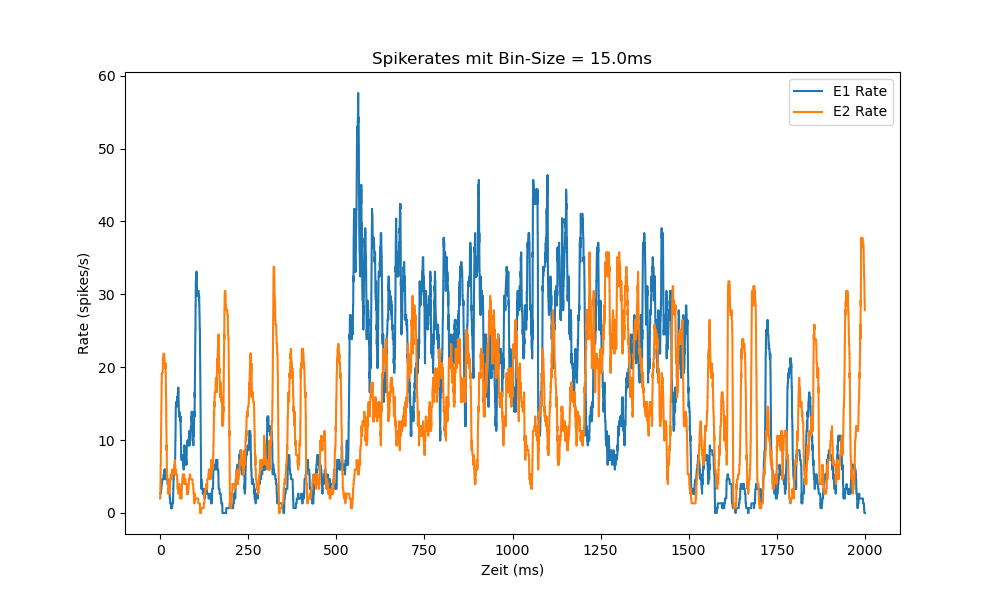 Spikerates mit Bin-Size = 15.0ms
E1 Rate
E2 Rate
Rate (spikes/s)
60
50
40
30
20
10
0
0 250 500 750 1000 1250 1500 1750 2000
Zeit (ms)